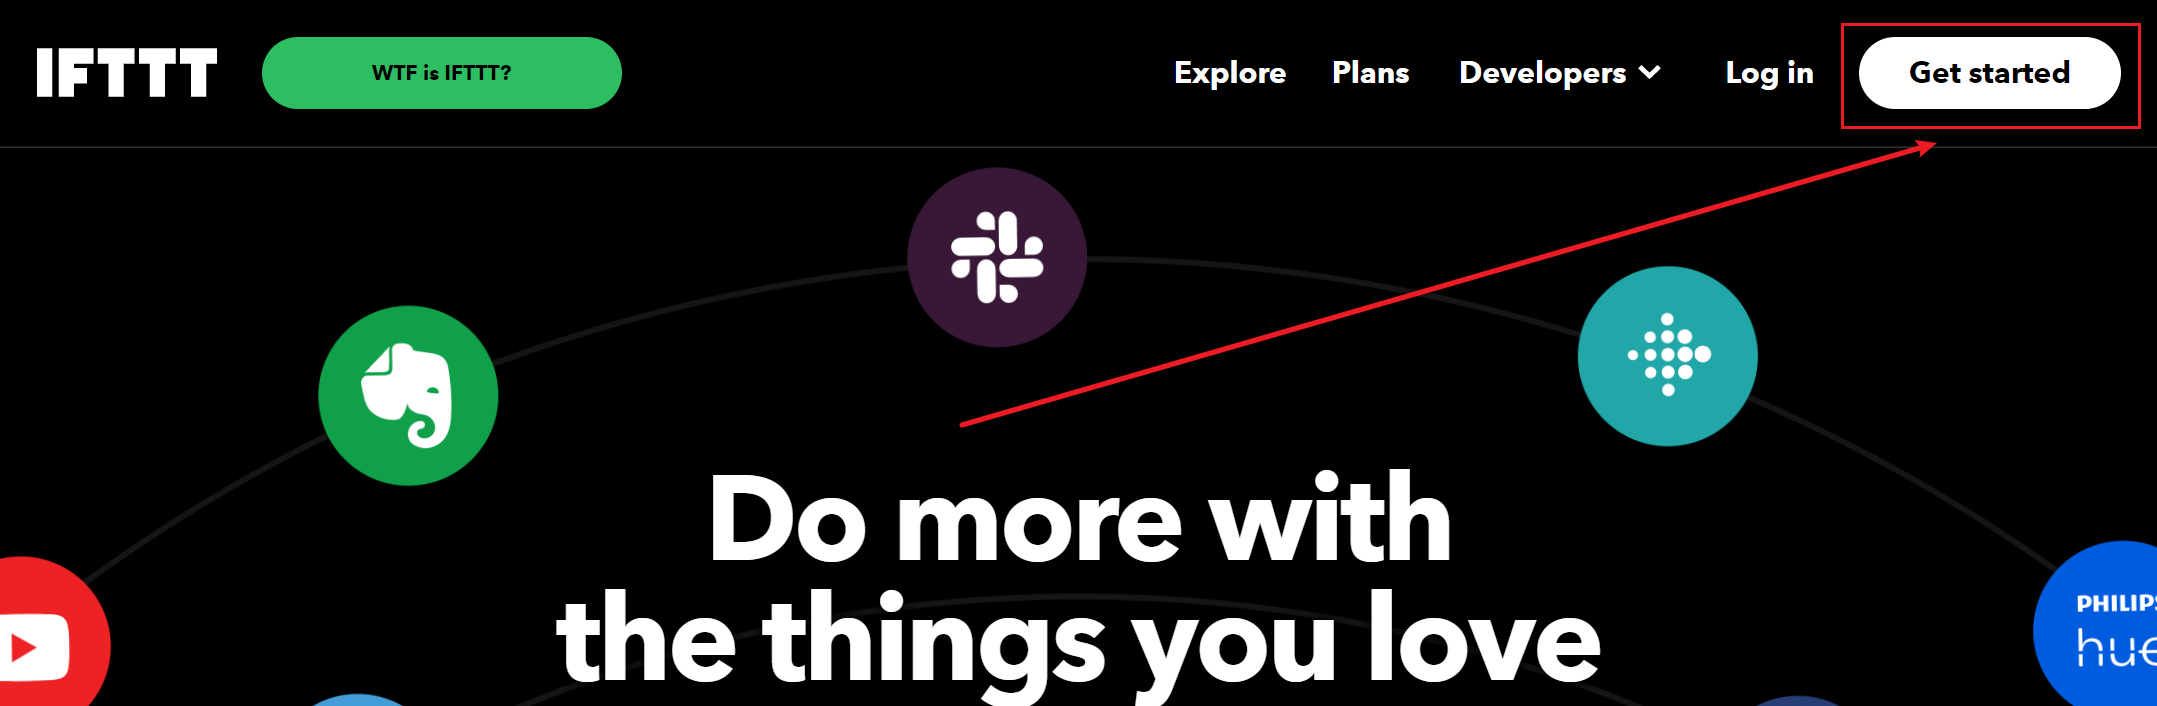 IFTTT
WTF is IFTTT?
Explore
Plans
Developers
Log in
Get started
Do more with
the things you love
PHILIPS
hue